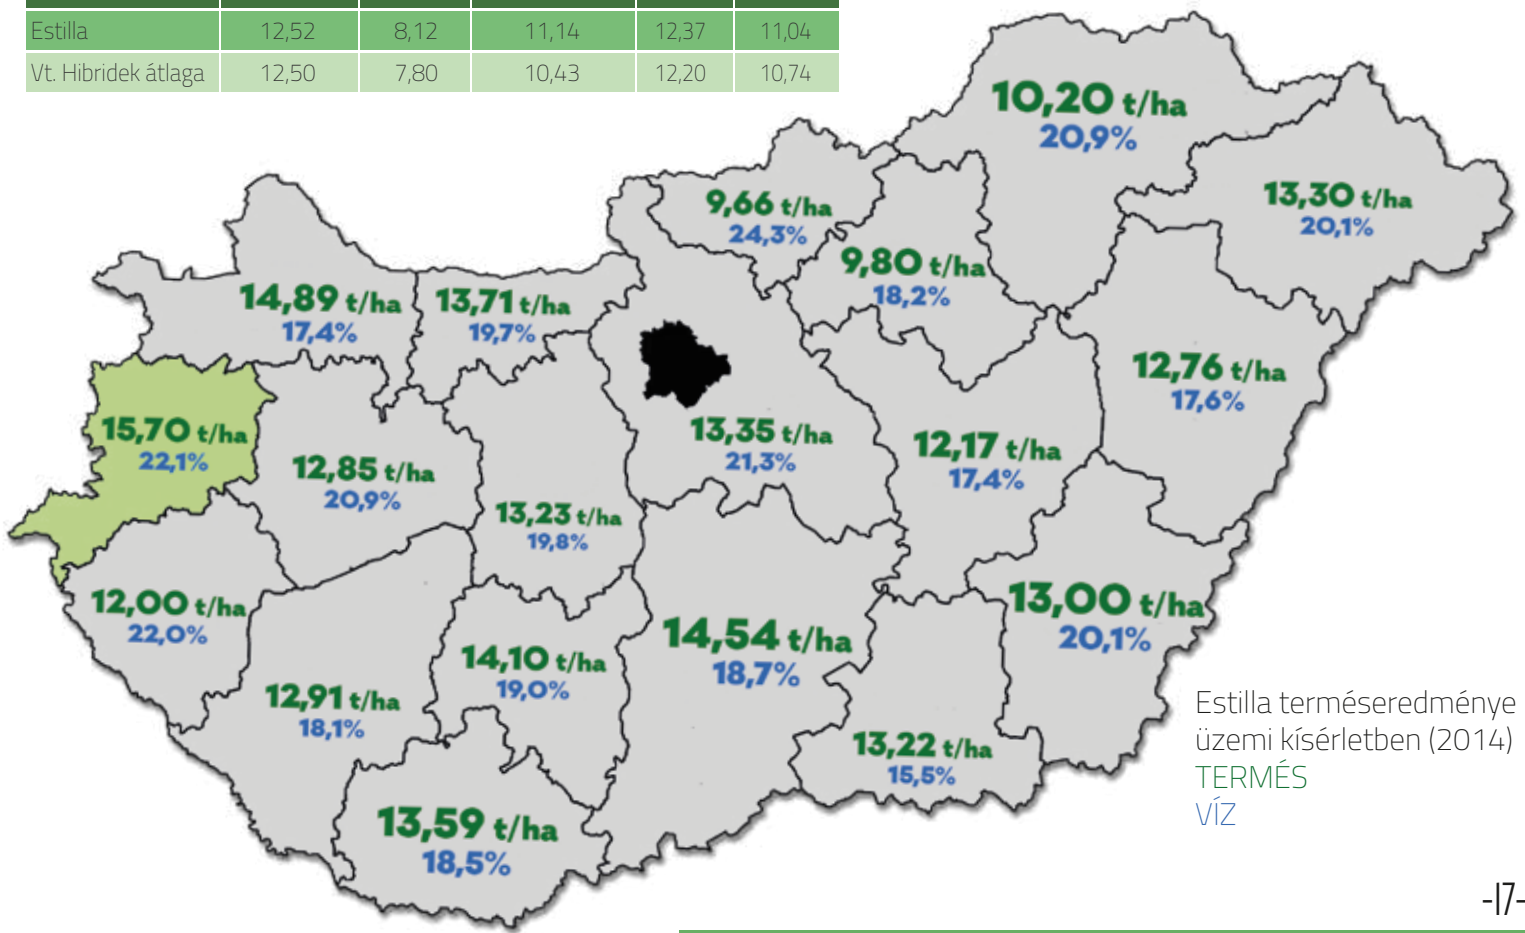 Estilla 12,52 8,12 11,14 12,37 11,04
Vt. Hibridek átlaga 12,50 7,80 10,43 12,20 10,74
10,20 t/ha
20,9%
13,30 t/ha
20,1%
9,66 t/ha
24,3%
9,80 t/ha
18,2%
14,89 t/ha
17,4%
13,71 t/ha
19,7%
12,76 t/ha
17,6%
15,70 t/ha
22,1%
13,35 t/ha
21,3%
12,17 t/ha
17,4%
12,85 t/ha
20,9%
13,23 t/ha
19,8%
12,00 t/ha
22,0%
13,00 t/ha
20,1%
14,54 t/ha
18,7%
14,10 t/ha
19,0%
12,91 t/ha
18,1%
13,22 t/ha
15,5%
13,59 t/ha
18,5%
Estilla terméseredménye
üzemi kísérletben (2014)
TERMÉS
VÍZ
-17-